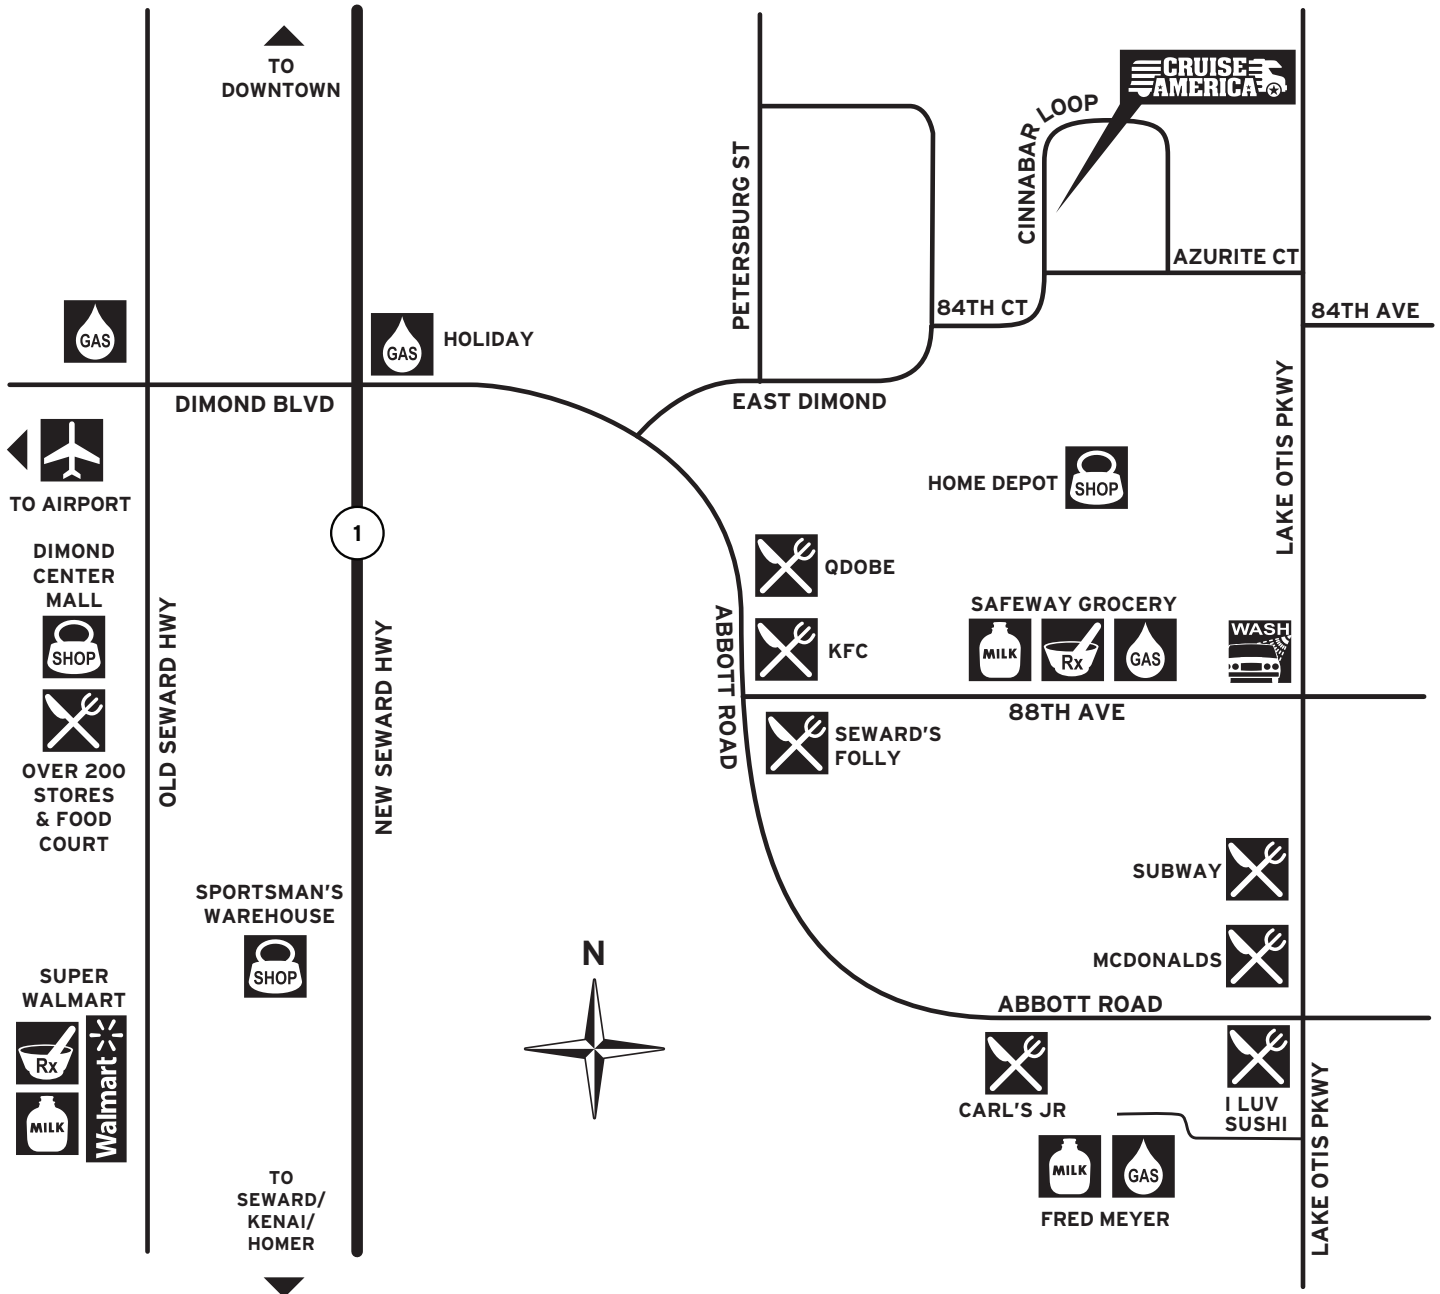 TO
DOWNTOWN
CRUISE
AMERICA
CINNABAR LOOP
PETERSBURG ST
AZURITE CT
84TH CT
84TH AVE
GAS
GAS
HOLIDAY
DIMOND BLVD
EAST DIMOND
LAKE OTIS PKWY
TO AIRPORT
HOME DEPOT
SHOP
1
DIMOND
CENTER
MALL
SHOP
OVER 200
STORES
& FOOD
COURT
OLD SEWARD HWY
NEW SEWARD HWY
QDOBE
KFC
ABBOTT ROAD
SAFEWAY GROCERY
MILK
Rx
GAS
WASH
88TH AVE
SEWARD'S
FOLLY
SUBWAY
MCDONALDS
SPORTSMAN'S
WAREHOUSE
SHOP
N
ABBOTT ROAD
SUPER
WALMART
Rx
MILK
Walmart
CARL'S JR
I LUV
SUSHI
MILK
GAS
FRED MEYER
LAKE OTIS PKWY
TO
SEWARD/
KENAI/
HOMER